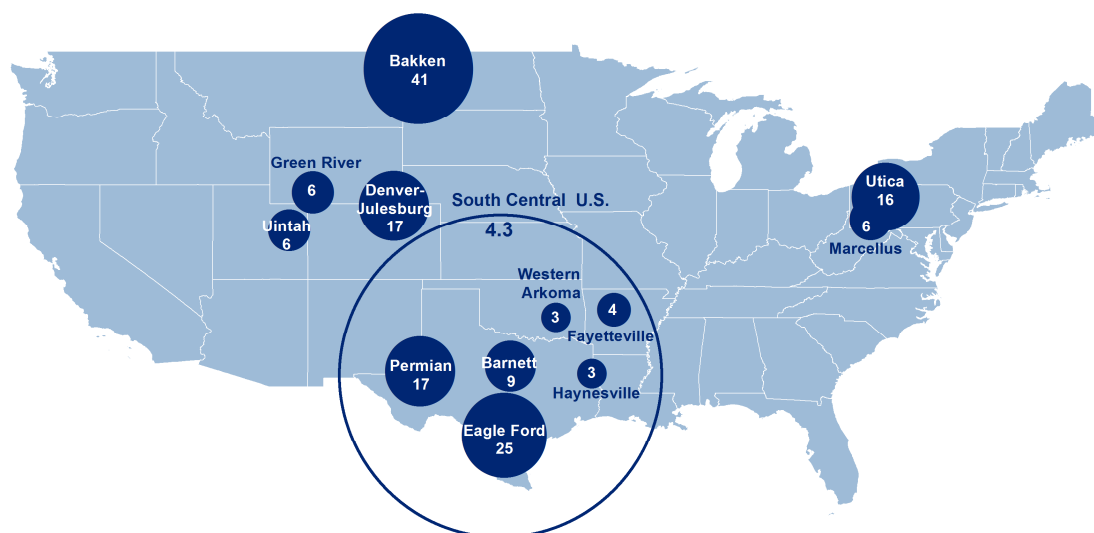 Bakken
41
Green River
6
Denver-
Julesburg
17
Uintah
6
South Central  U.S.
4.3
Utica
16
6
Marcellus
Western
Arkoma
3
4
Fayetteville
Permian
17
Barnett
9
3
Haynesville
Eagle Ford
25